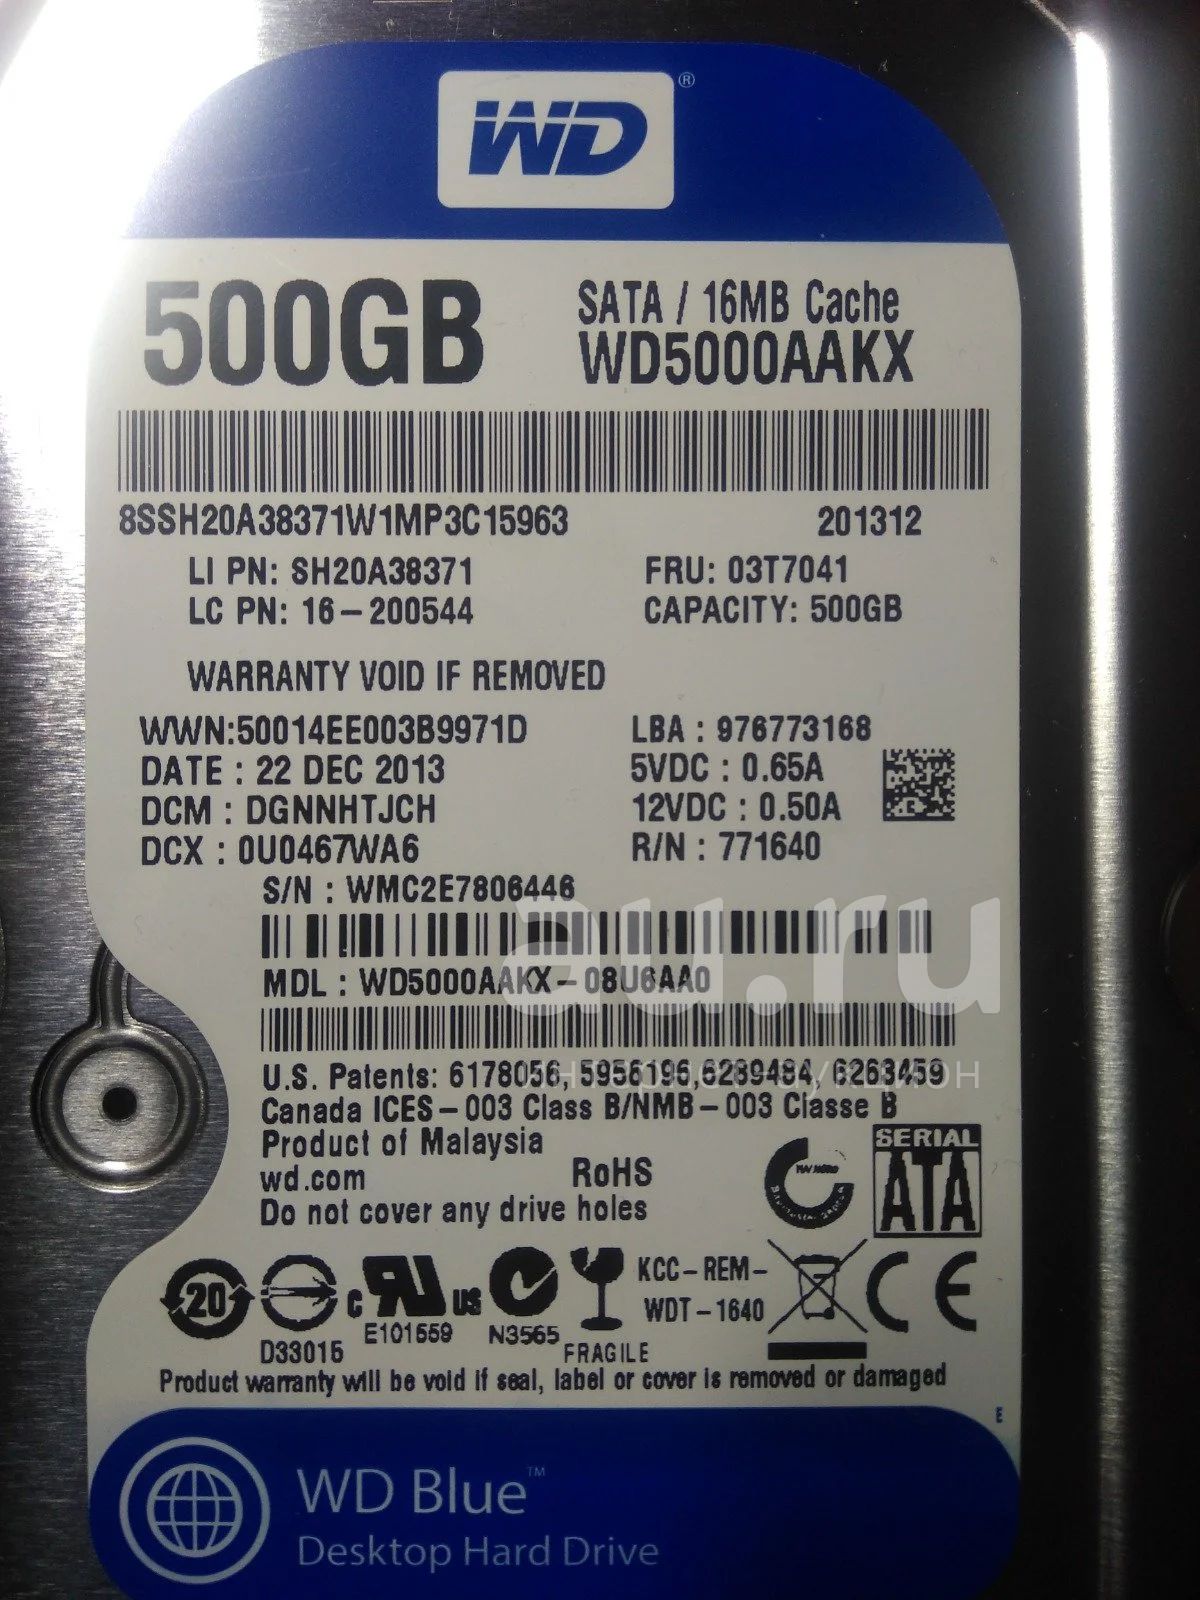 WD®
500GB
SATA / 16MB Cache
WD5000AAKX
8SSH20A38371W1MP3C15963 201312
LI PN: SH20A38371 FRU: 03T7041
LC PN: 16-200544 CAPACITY: 500GB
WARRANTY VOID IF REMOVED
WWN:50014EE003B9971D LBA : 976773168
DATE : 22 DEC 2013 5VDC : 0.65A
DCM : DGNNHTJCH 12VDC : 0.50A
DCX : 0U0467WA6 R/N : 771640
S/N : WMC2E7806446
au.ru
MDL : WD5000AAKX-08U6AA0
интернет-аукцион
U.S. Patents: 6178056, 5956196,6289484, 6263459
Canada ICES-003 Class B/NMB-003 Classe B
Product of Malaysia
wd.com RoHS
Do not cover any drive holes
SERIAL
ATA
20
D33015
c UR US
E101559
N3565
FRAGILE
KCC-REM-
WDT-1640
CE
Product warranty will be void if seal, label or cover is removed or damaged
E
WD Blue™
Desktop Hard Drive